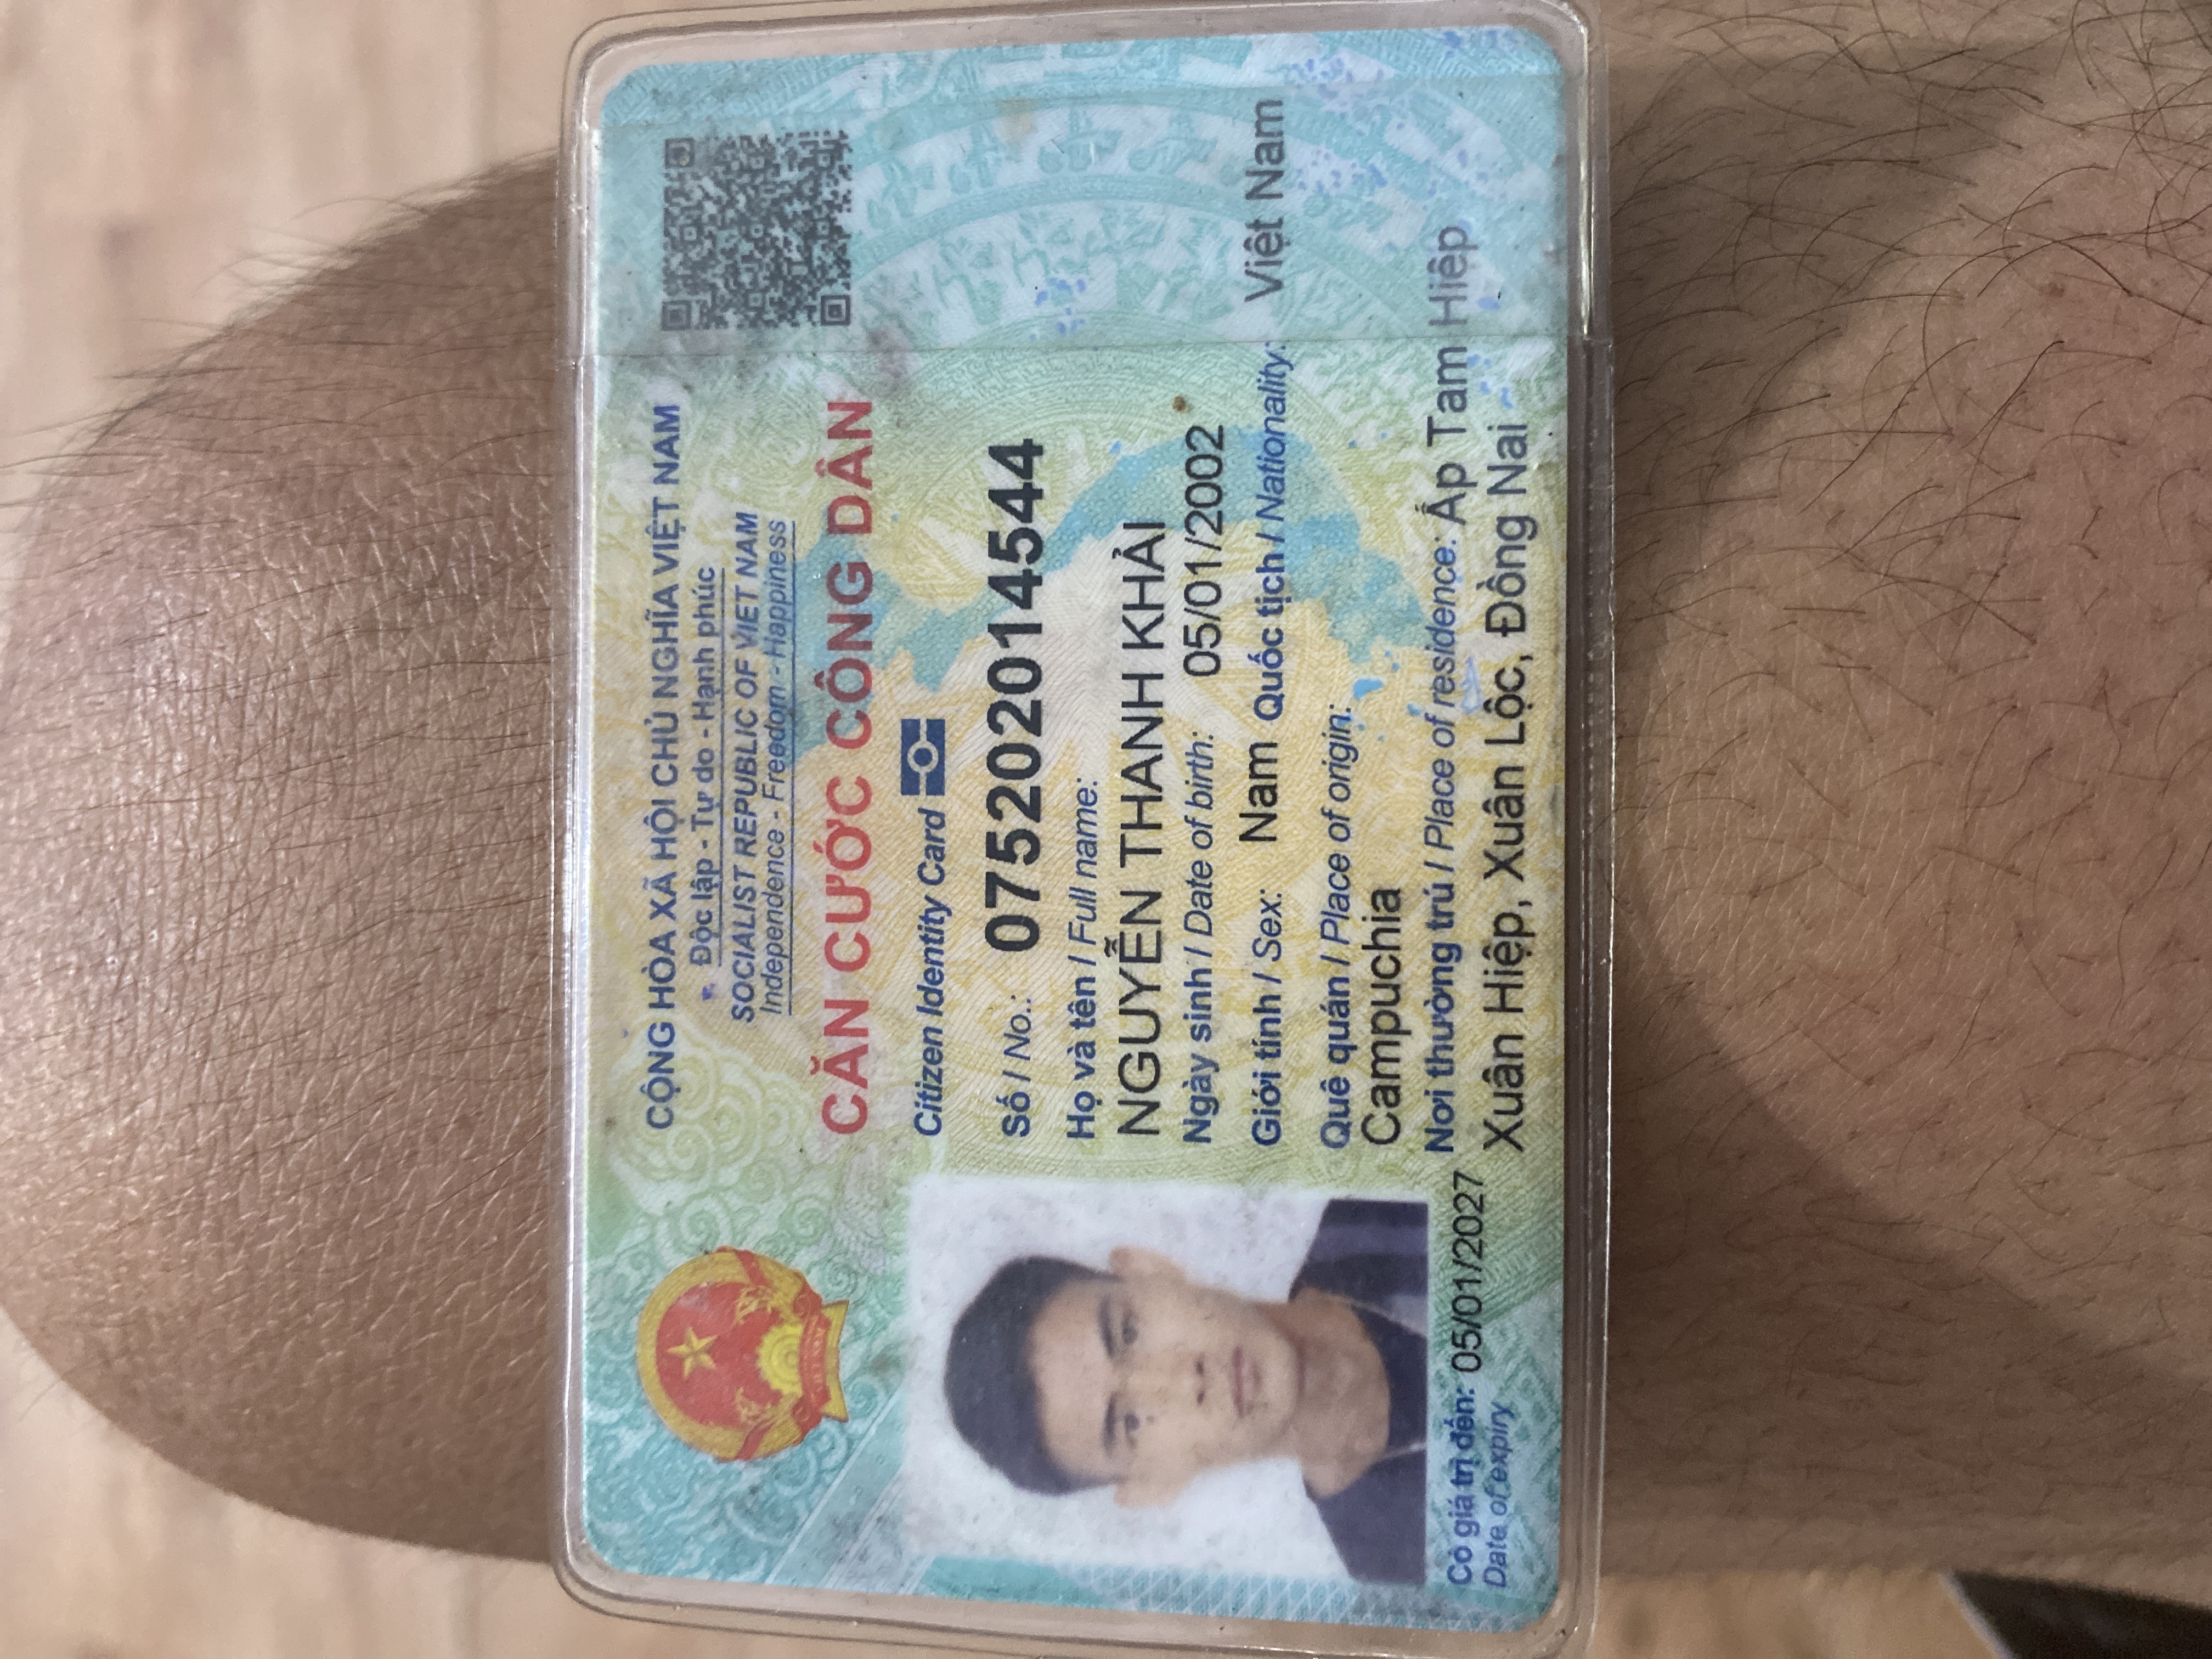 CỘNG HÒA XÃ HỘI CHỦ NGHĨA VIỆT NAM
Độc lập - Tự do - Hạnh phúc
SOCIALIST REPUBLIC OF VIET NAM
Independence - Freedom - Happiness
CĂN CƯỚC CÔNG DÂN
Citizen Identity Card
Số / No.: 075202014544
Họ và tên / Full name:
NGUYỄN THANH KHẢI
Ngày sinh / Date of birth: 05/01/2002
Giới tính / Sex: Nam Quốc tịch / Nationality: Việt Nam
Quê quán / Place of origin:
Campuchia
Nơi thường trú / Place of residence: Ấp Tam Hiệp
Xuân Hiệp, Xuân Lộc, Đồng Nai
Có giá trị đến: 05/01/2027
Date of expiry